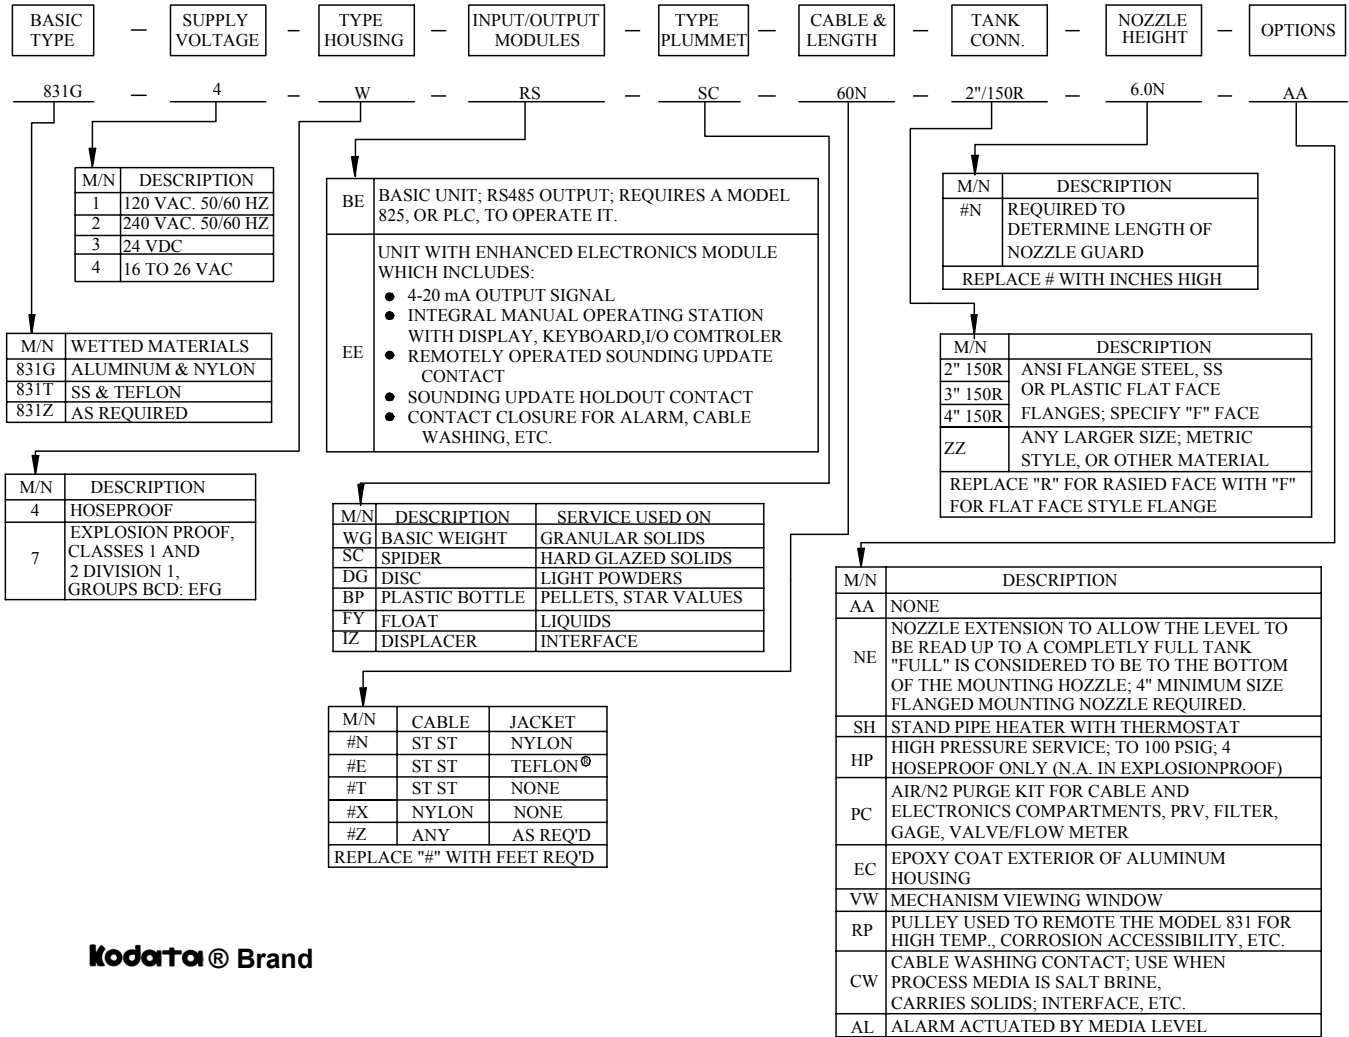 BASIC TYPE — SUPPLY VOLTAGE — TYPE HOUSING — INPUT/OUTPUT MODULES — TYPE PLUMMET — CABLE & LENGTH — TANK CONN. — NOZZLE HEIGHT — OPTIONS
831G — 4 — W — RS — SC — 60N — 2"/150R — 6.0N — AA
M/N DESCRIPTION
1 120 VAC. 50/60 HZ
2 240 VAC. 50/60 HZ
3 24 VDC
4 16 TO 26 VAC
M/N WETTED MATERIALS
831G ALUMINUM & NYLON
831T SS & TEFLON
831Z AS REQUIRED
M/N DESCRIPTION
4 HOSEPROOF
7 EXPLOSION PROOF,
CLASSES 1 AND
2 DIVISION 1,
GROUPS BCD: EFG
BE BASIC UNIT; RS485 OUTPUT; REQUIRES A MODEL
825, OR PLC, TO OPERATE IT.
EE UNIT WITH ENHANCED ELECTRONICS MODULE
WHICH INCLUDES:
● 4-20 mA OUTPUT SIGNAL
● INTEGRAL MANUAL OPERATING STATION
WITH DISPLAY, KEYBOARD,I/O COMTROLER
● REMOTELY OPERATED SOUNDING UPDATE
CONTACT
● SOUNDING UPDATE HOLDOUT CONTACT
● CONTACT CLOSURE FOR ALARM, CABLE
WASHING, ETC.
M/N DESCRIPTION SERVICE USED ON
WG BASIC WEIGHT GRANULAR SOLIDS
SC SPIDER HARD GLAZED SOLIDS
DG DISC LIGHT POWDERS
BP PLASTIC BOTTLE PELLETS, STAR VALUES
FY FLOAT LIQUIDS
IZ DISPLACER INTERFACE
M/N CABLE JACKET
#N ST ST NYLON
#E ST ST TEFLON®
#T ST ST NONE
#X NYLON NONE
#Z ANY AS REQ'D
REPLACE "#" WITH FEET REQ'D
M/N DESCRIPTION
#N REQUIRED TO
DETERMINE LENGTH OF
NOZZLE GUARD
REPLACE # WITH INCHES HIGH
M/N DESCRIPTION
2" 150R ANSI FLANGE STEEL, SS
3" 150R OR PLASTIC FLAT FACE
4" 150R FLANGES; SPECIFY "F" FACE
ZZ ANY LARGER SIZE; METRIC
STYLE, OR OTHER MATERIAL
REPLACE "R" FOR RASIED FACE WITH "F"
FOR FLAT FACE STYLE FLANGE
M/N DESCRIPTION
AA NONE
NE NOZZLE EXTENSION TO ALLOW THE LEVEL TO
BE READ UP TO A COMPLETLY FULL TANK
"FULL" IS CONSIDERED TO BE TO THE BOTTOM
OF THE MOUNTING HOZZLE; 4" MINIMUM SIZE
FLANGED MOUNTING NOZZLE REQUIRED.
SH STAND PIPE HEATER WITH THERMOSTAT
HP HIGH PRESSURE SERVICE; TO 100 PSIG; 4
HOSEPROOF ONLY (N.A. IN EXPLOSIONPROOF)
PC AIR/N2 PURGE KIT FOR CABLE AND
ELECTRONICS COMPARTMENTS, PRV, FILTER,
GAGE, VALVE/FLOW METER
EC EPOXY COAT EXTERIOR OF ALUMINUM
HOUSING
VW MECHANISM VIEWING WINDOW
RP PULLEY USED TO REMOTE THE MODEL 831 FOR
HIGH TEMP., CORROSION ACCESSIBILITY, ETC.
CW CABLE WASHING CONTACT; USE WHEN
PROCESS MEDIA IS SALT BRINE,
CARRIES SOLIDS; INTERFACE, ETC.
AL ALARM ACTUATED BY MEDIA LEVEL
Kodata ® Brand